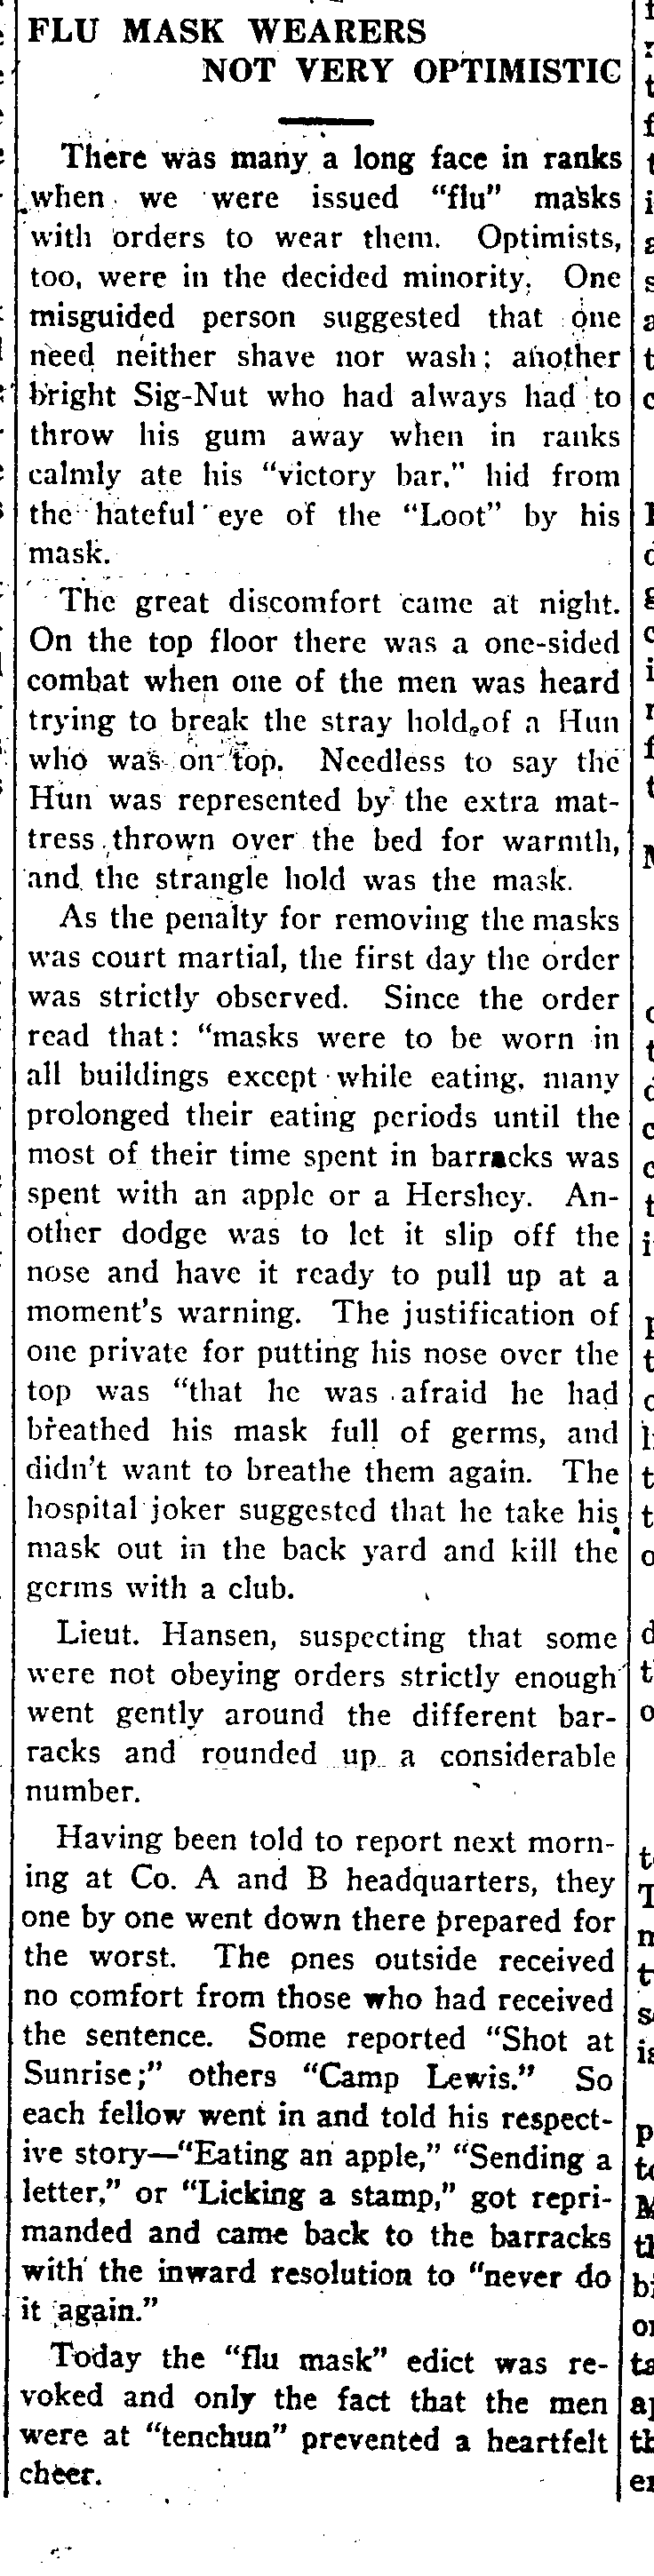 FLU MASK WEARERS
NOT VERY OPTIMISTIC
There was many a long face in ranks
when we were issued "flu" masks
with orders to wear them. Optimists,
too, were in the decided minority. One
misguided person suggested that one
need neither shave nor wash; another
bright Sig-Nut who had always had to
throw his gum away when in ranks
calmly ate his "victory bar," hid from
the hateful eye of the "Loot" by his
mask.
The great discomfort came at night.
On the top floor there was a one-sided
combat when one of the men was heard
trying to break the stray hold of a Hun
who was on top. Needless to say the
Hun was represented by the extra mat-
tress thrown over the bed for warmth,
and the strangle hold was the mask.
As the penalty for removing the masks
was court martial, the first day the order
was strictly observed. Since the order
read that: "masks were to be worn in
all buildings except while eating, many
prolonged their eating periods until the
most of their time spent in barracks was
spent with an apple or a Hershey. An-
other dodge was to let it slip off the
nose and have it ready to pull up at a
moment's warning. The justification of
one private for putting his nose over the
top was "that he was afraid he had
breathed his mask full of germs, and
didn't want to breathe them again. The
hospital joker suggested that he take his
mask out in the back yard and kill the
germs with a club.
Lieut. Hansen, suspecting that some
were not obeying orders strictly enough
went gently around the different bar-
racks and rounded up a considerable
number.
Having been told to report next morn-
ing at Co. A and B headquarters, they
one by one went down there prepared for
the worst. The ones outside received
no comfort from those who had received
the sentence. Some reported "Shot at
Sunrise;" others "Camp Lewis." So
each fellow went in and told his respect-
ive story—"Eating an apple," "Sending a
letter," or "Licking a stamp," got repri-
manded and came back to the barracks
with the inward resolution to "never do
it again."
Today the "flu mask" edict was re-
voked and only the fact that the men
were at "tenchun" prevented a heartfelt
cheer.